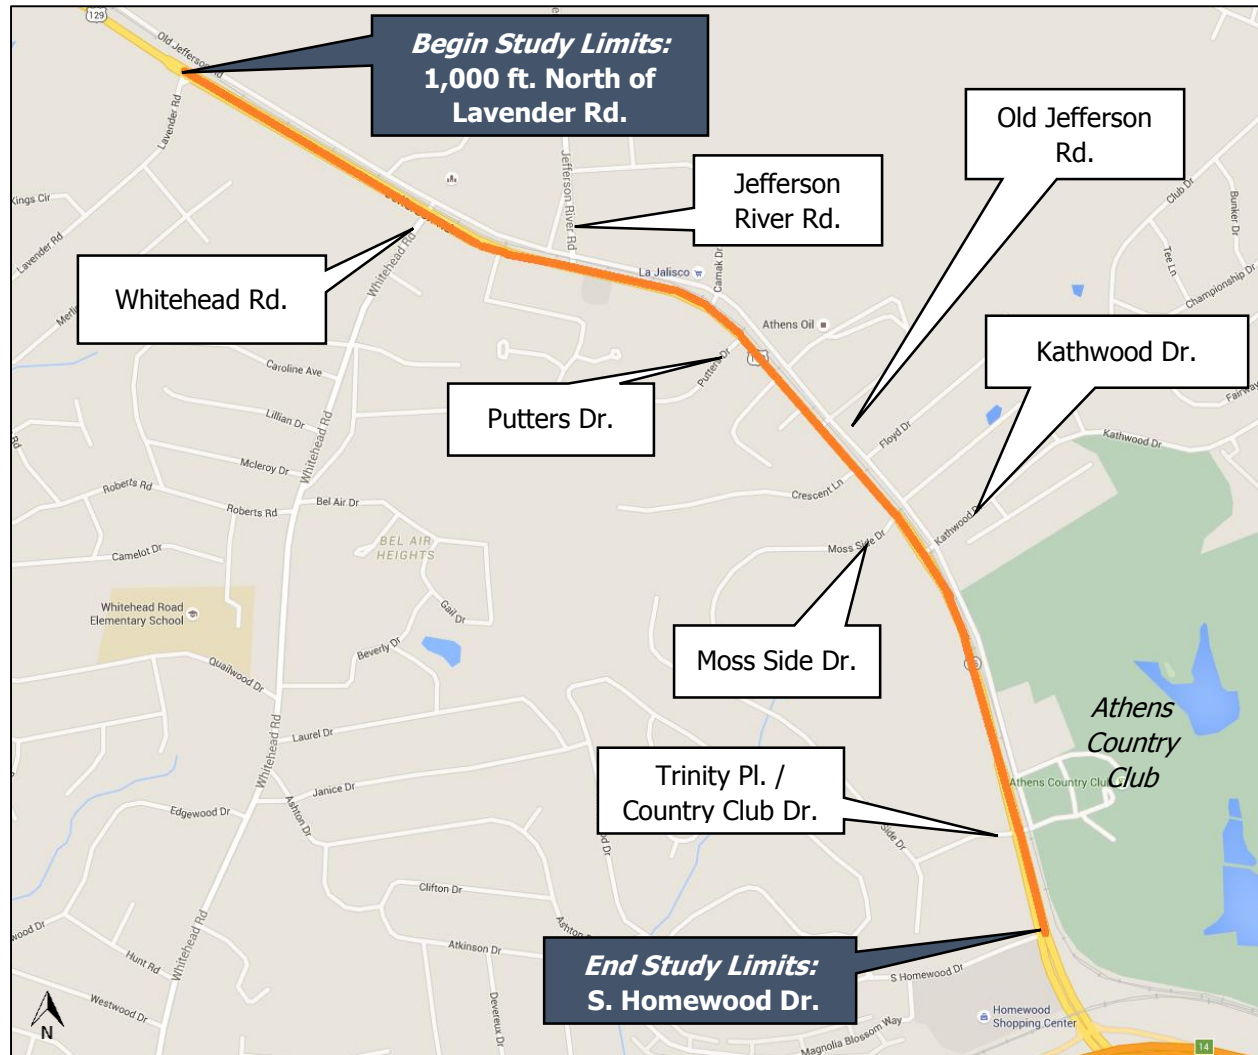 129
Old Jefferson Rd
Begin Study Limits:
1,000 ft. North of
Lavender Rd.
Lavender Rd
Old Jefferson
Rd.
Jefferson River Rd
Jefferson
River Rd.
Club Dr
Bunker Dr
Kings Cir
Lavender Rd
Whitehead Rd
Tee Ln
La Jalisco
Camak Dr
Championship Dr
Whitehead Rd.
Athens Oil
Kathwood Dr.
Putters Dr
Caroline Ave
Putters Dr.
Lillian Dr
Whitehead Rd
Floyd Dr
Kathwood Dr
Rd
Mcleroy Dr
Crescent Ln
Roberts Rd
Bel Air Dr
Roberts Rd
Kathwood Dr
BEL AIR
HEIGHTS
Moss Side Dr
Camelot Dr
Whitehead Road
Elementary School
Gail Dr
Beverly Dr
Moss Side Dr.
Quailwood Dr
Athens
Country
Club
Laurel Dr
Whitehead Rd
Trinity Pl. /
Country Club Dr.
Athens Country Club
Janice Dr
Edgewood Dr
Ashton Dr
Side Dr
Clifton Dr
wood Dr
Ashton
Atkinson Dr
End Study Limits:
S. Homewood Dr.
S Homewood Dr
Hunt Rd
Whitehead Rd
Westwood Dr
Devereux Dr
Homewood
Shopping Center
Magnolia Blossom Way
N
14